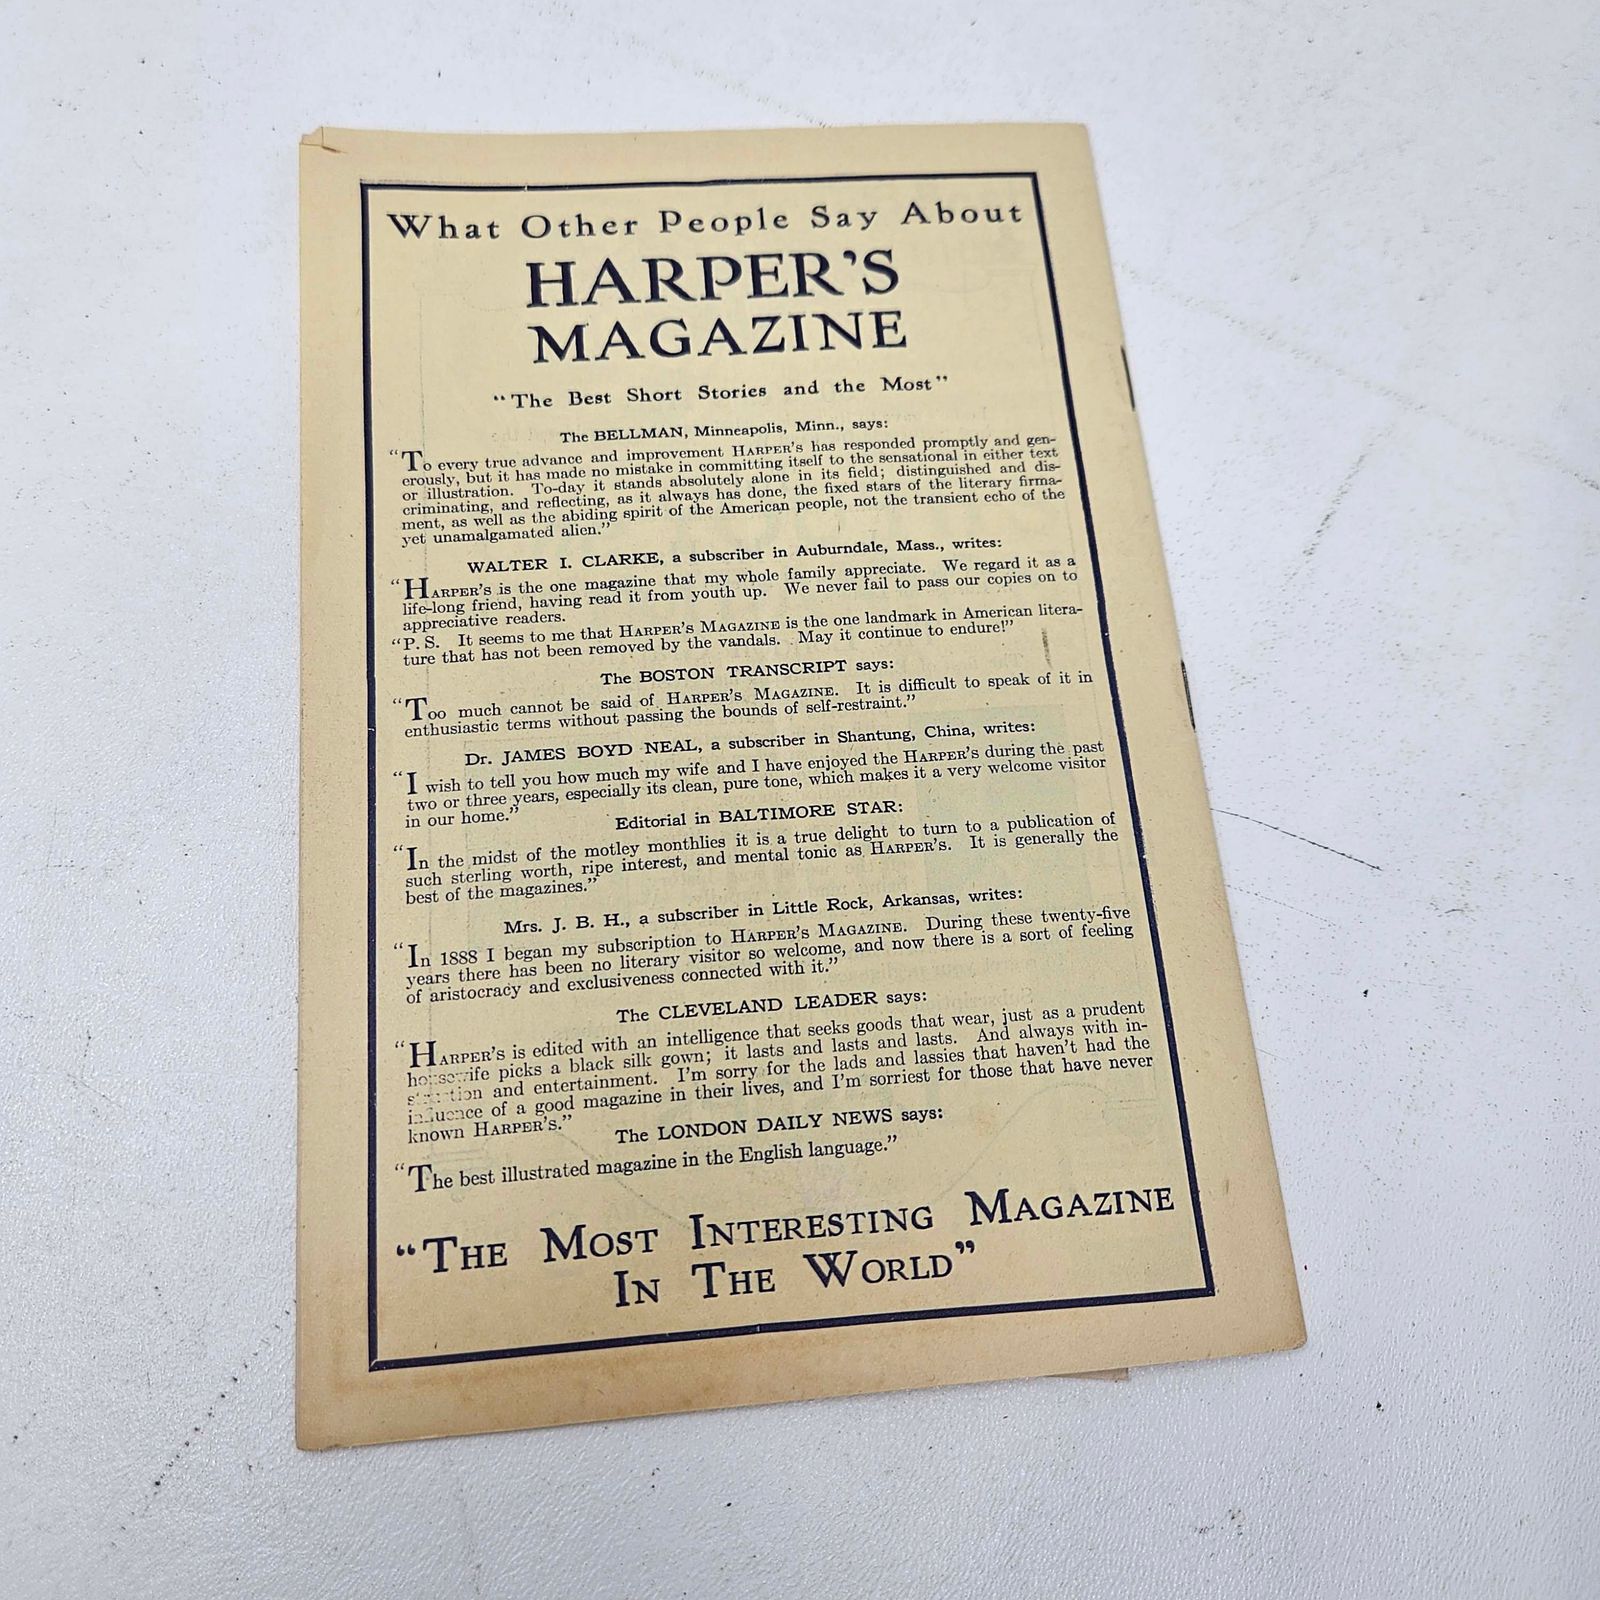 What Other People Say About
HARPER'S
MAGAZINE
"The Best Short Stories and the Most"
The BELLMAN, Minneapolis, Minn., says:
"To every true advance and improvement HARPER'S has responded promptly and gen-
erously, but it has made no mistake in committing itself to the sensational in either text
or illustration. To-day it stands absolutely alone in its field; distinguished and dis-
criminating, and reflecting, as it always has done, the fixed stars of the literary firma-
ment, as well as the abiding spirit of the American people, not the transient echo of the
yet unamalgamated alien."
WALTER I. CLARKE, a subscriber in Auburndale, Mass., writes:
"HARPER'S is the one magazine that my whole family appreciate. We regard it as a
life-long friend, having read it from youth up. We never fail to pass our copies on to
appreciative readers.
"P. S. It seems to me that HARPER'S MAGAZINE is the one landmark in American litera-
ture that has not been removed by the vandals. May it continue to endure!"
The BOSTON TRANSCRIPT says:
"Too much cannot be said of HARPER'S MAGAZINE. It is difficult to speak of it in
enthusiastic terms without passing the bounds of self-restraint."
Dr. JAMES BOYD NEAL, a subscriber in Shantung, China, writes:
"I wish to tell you how much my wife and I have enjoyed the HARPER'S during the past
two or three years, especially its clean, pure tone, which makes it a very welcome visitor
in our home."
Editorial in BALTIMORE STAR:
"In the midst of the motley monthlies it is a true delight to turn to a publication of
such sterling worth, ripe interest, and mental tonic as HARPER'S. It is generally the
best of the magazines."
Mrs. J. B. H., a subscriber in Little Rock, Arkansas, writes:
"In 1888 I began my subscription to HARPER'S MAGAZINE. During these twenty-five
years there has been no literary visitor so welcome, and now there is a sort of feeling
of aristocracy and exclusiveness connected with it."
The CLEVELAND LEADER says:
"HARPER'S is edited with an intelligence that seeks goods that wear, just as a prudent
housewife picks a black silk gown; it lasts and lasts and lasts. And always with in-
struction and entertainment. I'm sorry for the lads and lassies that haven't had the
influence of a good magazine in their lives, and I'm sorriest for those that have never
known HARPER'S."
The LONDON DAILY NEWS says:
"The best illustrated magazine in the English language."
"THE MOST INTERESTING MAGAZINE
IN THE WORLD"